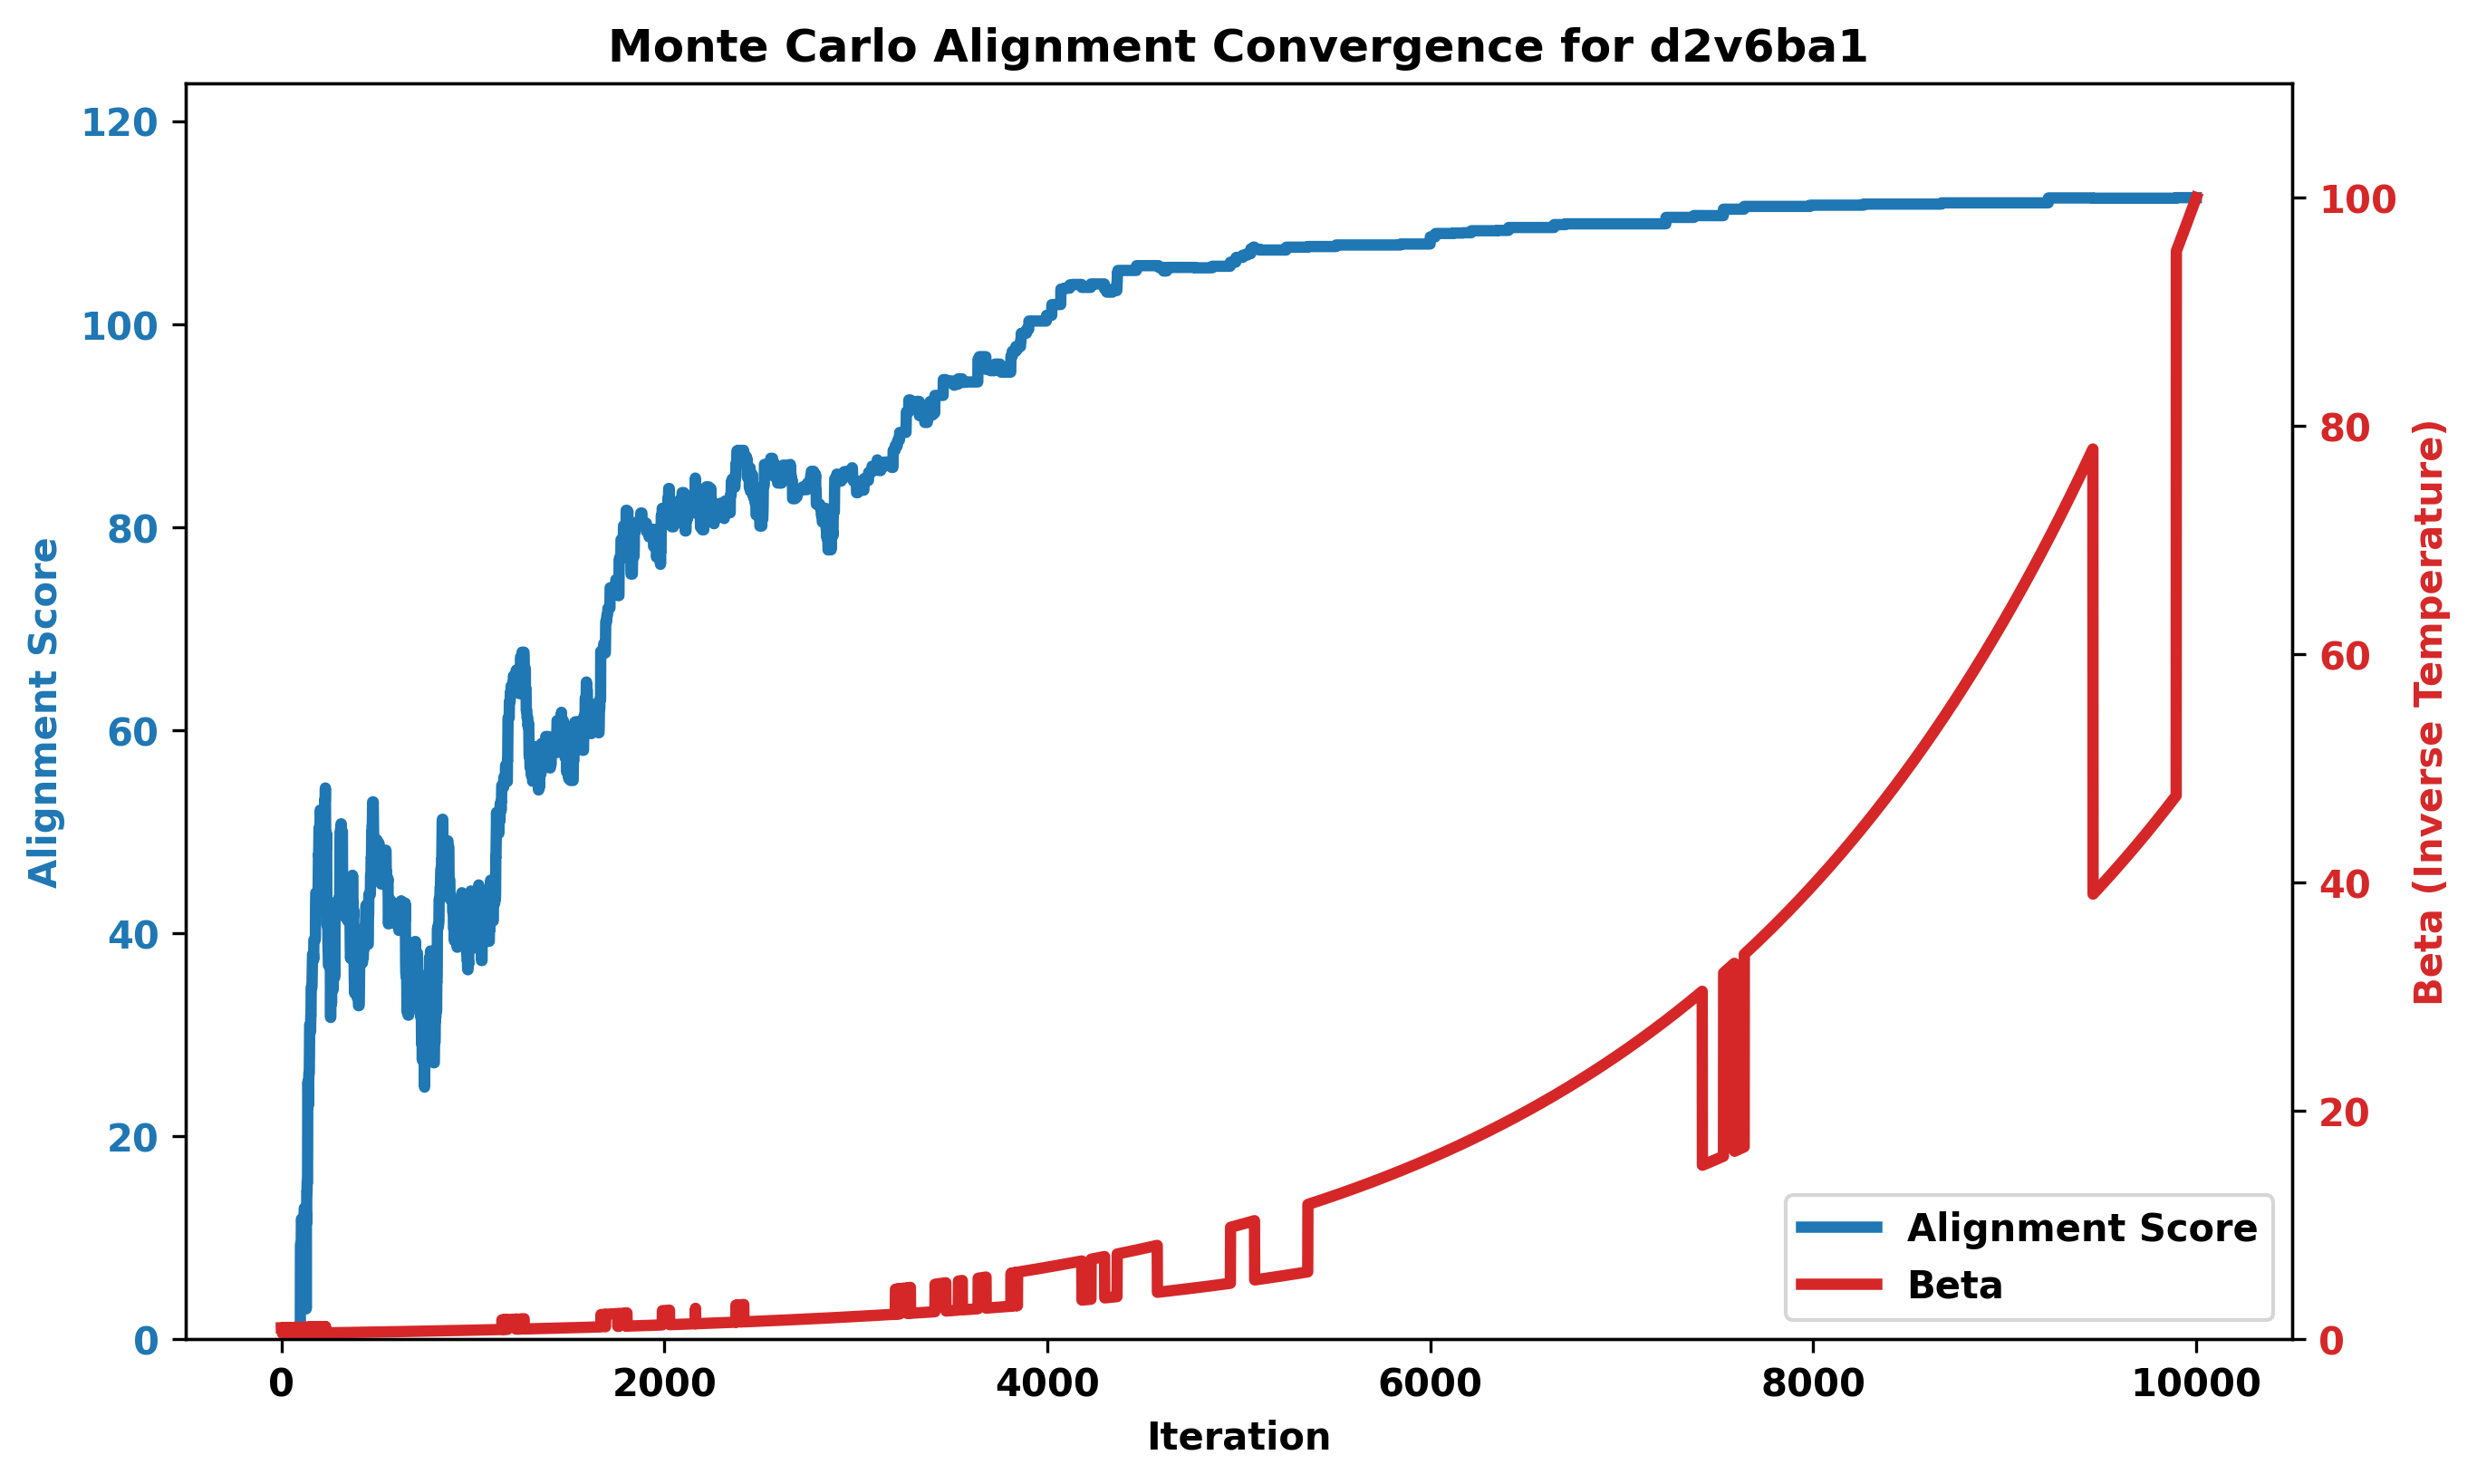 Monte Carlo Alignment Convergence for d2v6ba1
120
100
80
60
40
20
0
Alignment Score
100
80
60
40
20
0
Beta (Inverse Temperature)
Alignment Score
Beta
0 2000 4000 6000 8000 10000
Iteration